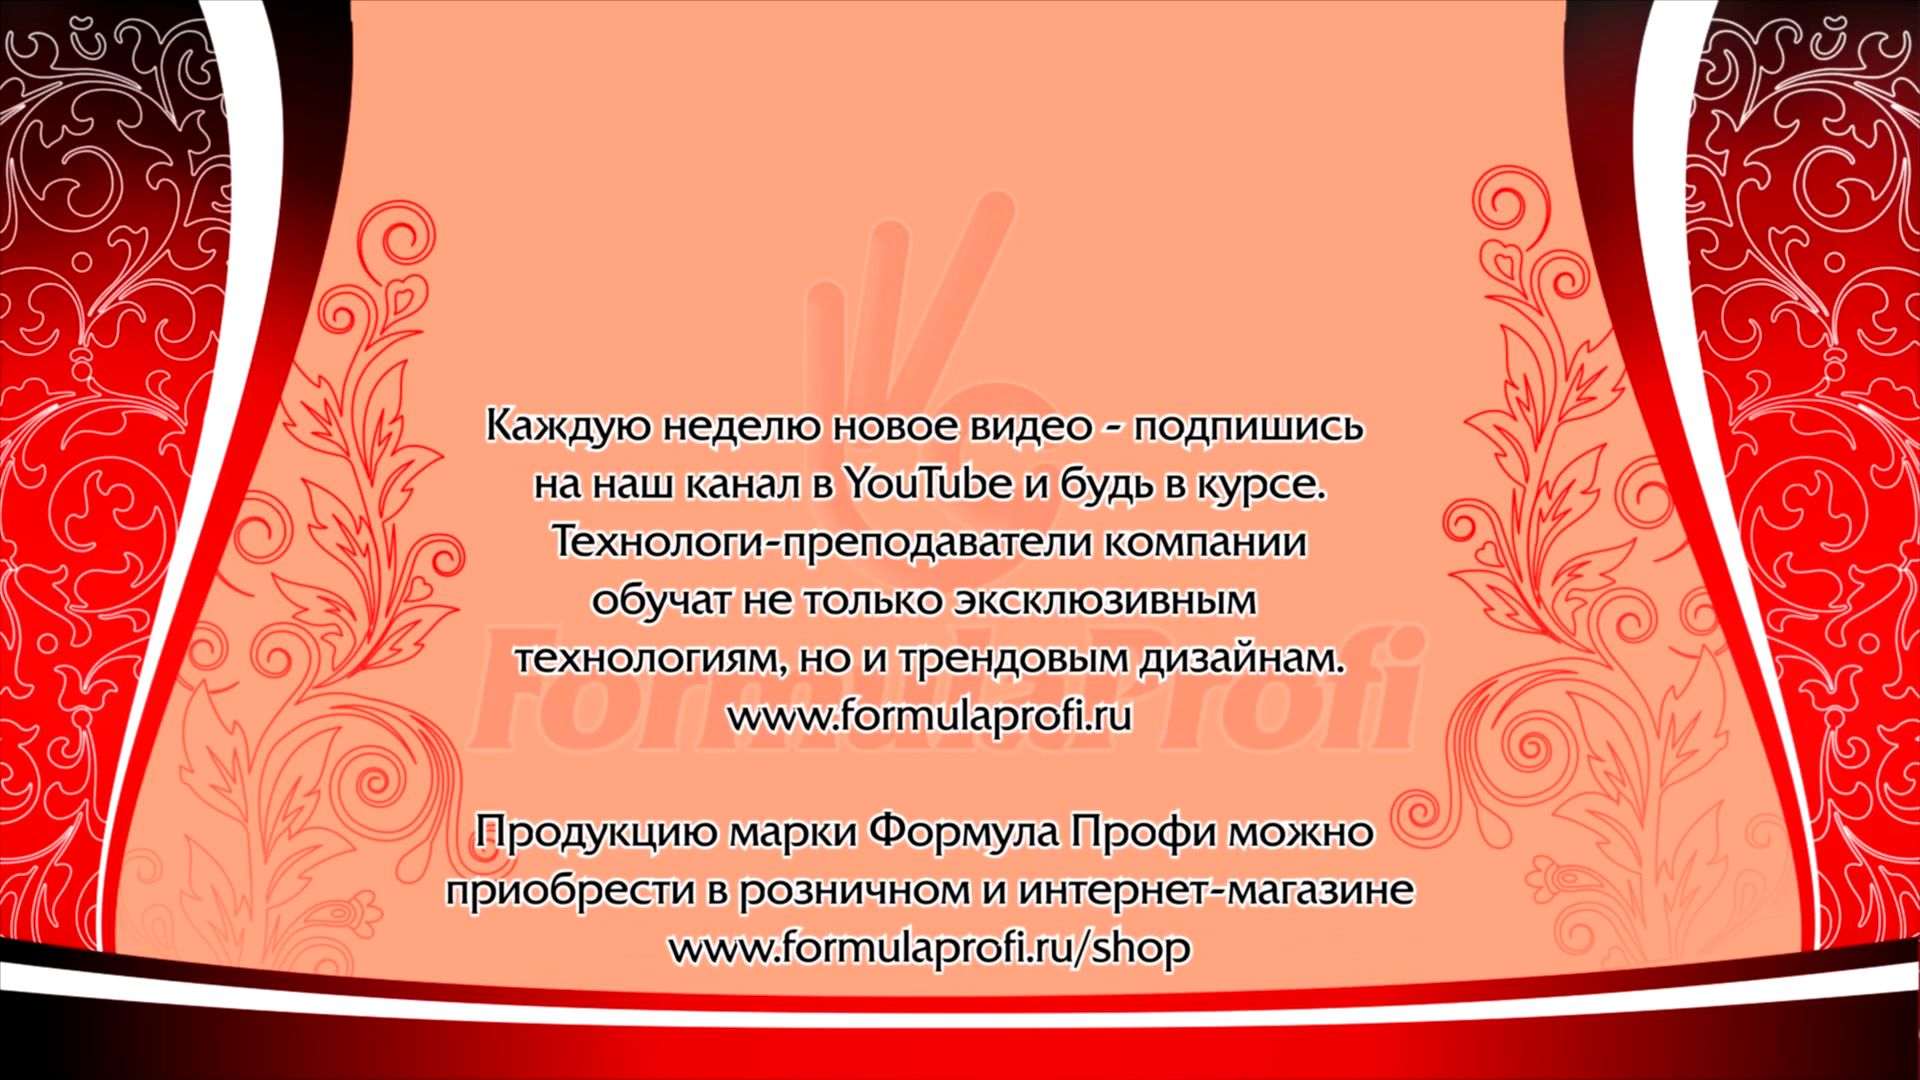 Каждую неделю новое видео - подпишись
на наш канал в YouTube и будь в курсе.
Технологи-преподаватели компании
обучат не только эксклюзивным
технологиям, но и трендовым дизайнам.
www.formulaprofi.ru
Formula Profi
Продукцию марки Формула Профи можно
приобрести в розничном и интернет-магазине
www.formulaprofi.ru/shop